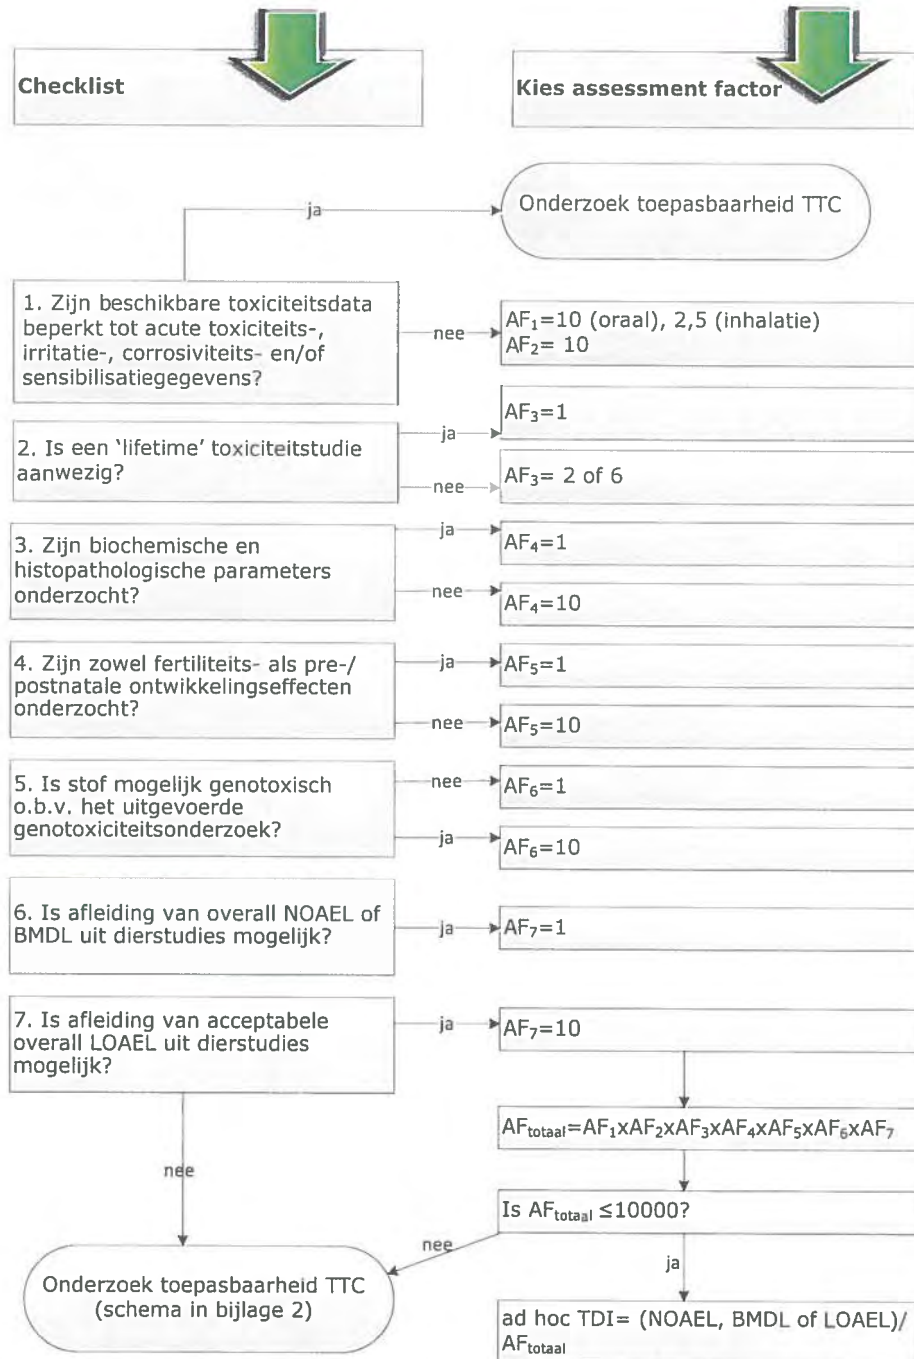 Checklist
Kies assessment factor
ja
Onderzoek toepasbaarheid TTC
1. Zijn beschikbare toxiciteitsdata
beperkt tot acute toxiciteits-,
irritatie-, corrosiviteits- en/of
sensibilisatiegegevens?
nee
AF₁=10 (oraal), 2,5 (inhalatie)
AF₂= 10
2. Is een ‘lifetime’ toxiciteitstudie
aanwezig?
ja
AF₃=1
nee
AF₃= 2 of 6
3. Zijn biochemische en
histopathologische parameters
onderzocht?
ja
AF₄=1
nee
AF₄=10
4. Zijn zowel fertiliteits- als pre-/
postnatale ontwikkelingseffecten
onderzocht?
ja
AF₅=1
nee
AF₅=10
5. Is stof mogelijk genotoxisch
o.b.v. het uitgevoerde
genotoxiciteitsonderzoek?
nee
AF₆=1
ja
AF₆=10
6. Is afleiding van overall NOAEL of
BMDL uit dierstudies mogelijk?
ja
AF₇=1
7. Is afleiding van acceptabele
overall LOAEL uit dierstudies
mogelijk?
ja
AF₇=10
AFtotaal=AF₁xAF₂xAF₃xAF₄xAF₅xAF₆xAF₇
nee
Is AFtotaal ≤10000?
nee
ja
Onderzoek toepasbaarheid TTC
(schema in bijlage 2)
ad hoc TDI= (NOAEL, BMDL of LOAEL)/
AFtotaal